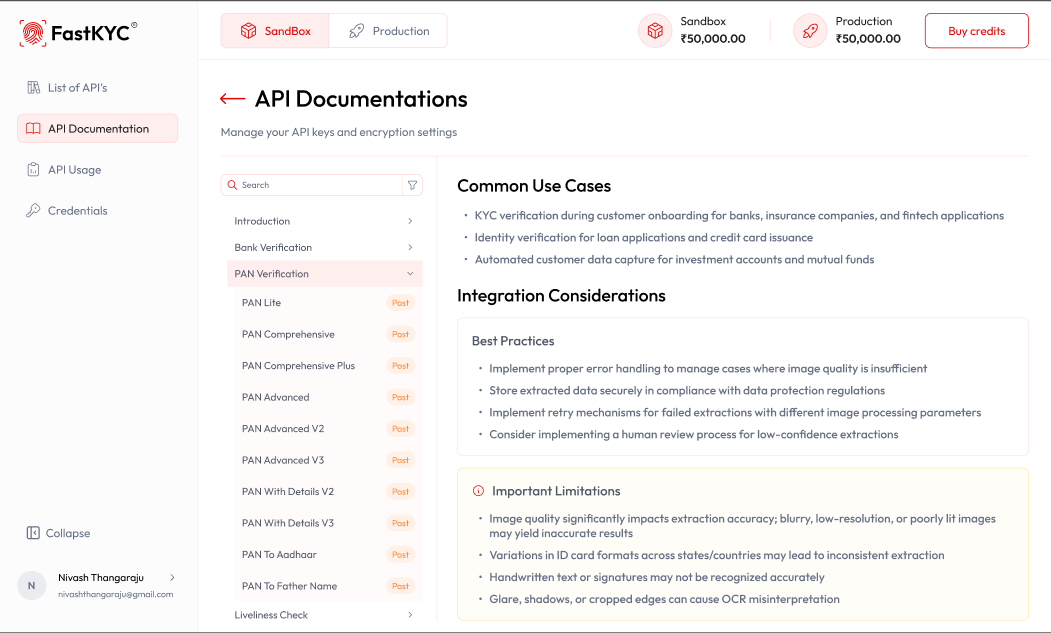 FastKYC®
SandBox
Production
Sandbox
₹50,000.00
Production
₹50,000.00
Buy credits
List of API's
API Documentation
API Usage
Credentials
Collapse
N
Nivash Thangaraju
nivashthangaraju@gmail.com
API Documentations
Manage your API keys and encryption settings
Search
Introduction
Bank Verification
PAN Verification
PAN Lite Post
PAN Comprehensive Post
PAN Comprehensive Plus Post
PAN Advanced Post
PAN Advanced V2 Post
PAN Advanced V3 Post
PAN With Details V2 Post
PAN With Details V3 Post
PAN To Aadhaar Post
PAN To Father Name Post
Liveliness Check
Common Use Cases
• KYC verification during customer onboarding for banks, insurance companies, and fintech applications
• Identity verification for loan applications and credit card issuance
• Automated customer data capture for investment accounts and mutual funds
Integration Considerations
Best Practices
• Implement proper error handling to manage cases where image quality is insufficient
• Store extracted data securely in compliance with data protection regulations
• Implement retry mechanisms for failed extractions with different image processing parameters
• Consider implementing a human review process for low-confidence extractions
Important Limitations
• Image quality significantly impacts extraction accuracy; blurry, low-resolution, or poorly lit images
may yield inaccurate results
• Variations in ID card formats across states/countries may lead to inconsistent extraction
• Handwritten text or signatures may not be recognized accurately
• Glare, shadows, or cropped edges can cause OCR misinterpretation